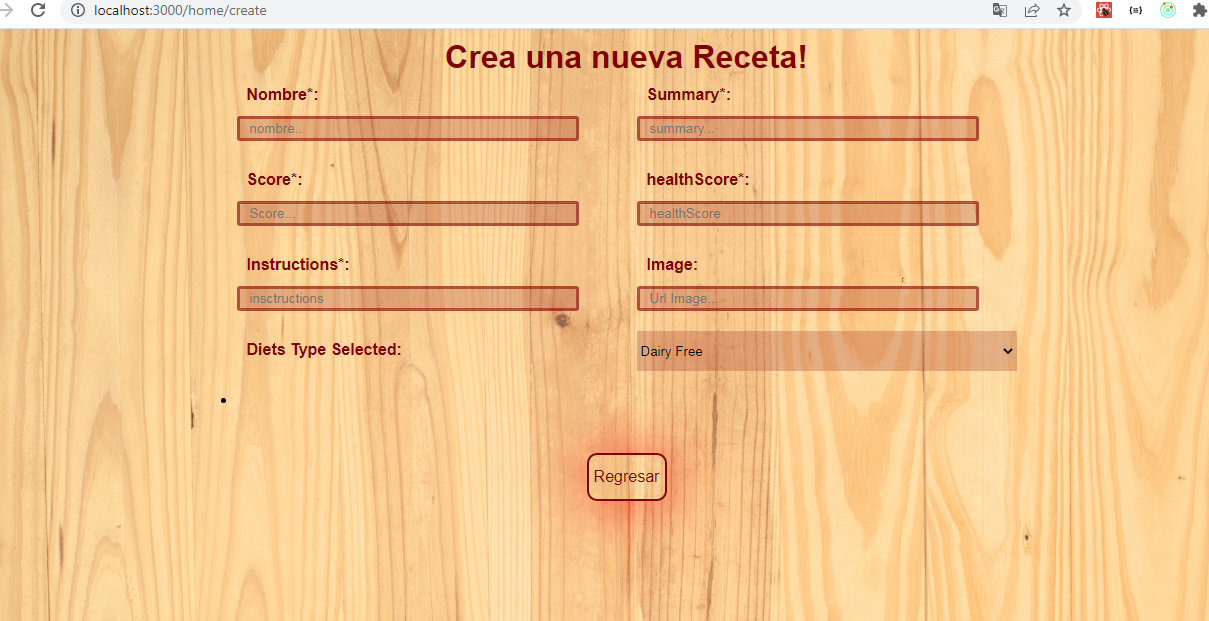 localhost:3000/home/create
Crea una nueva Receta!
Nombre*: Summary*:
nombre.. summary...
Score*: healthScore*:
Score... healthScore
Instructions*: Image:
insctructions Url Image...
Diets Type Selected: Dairy Free
Regresar